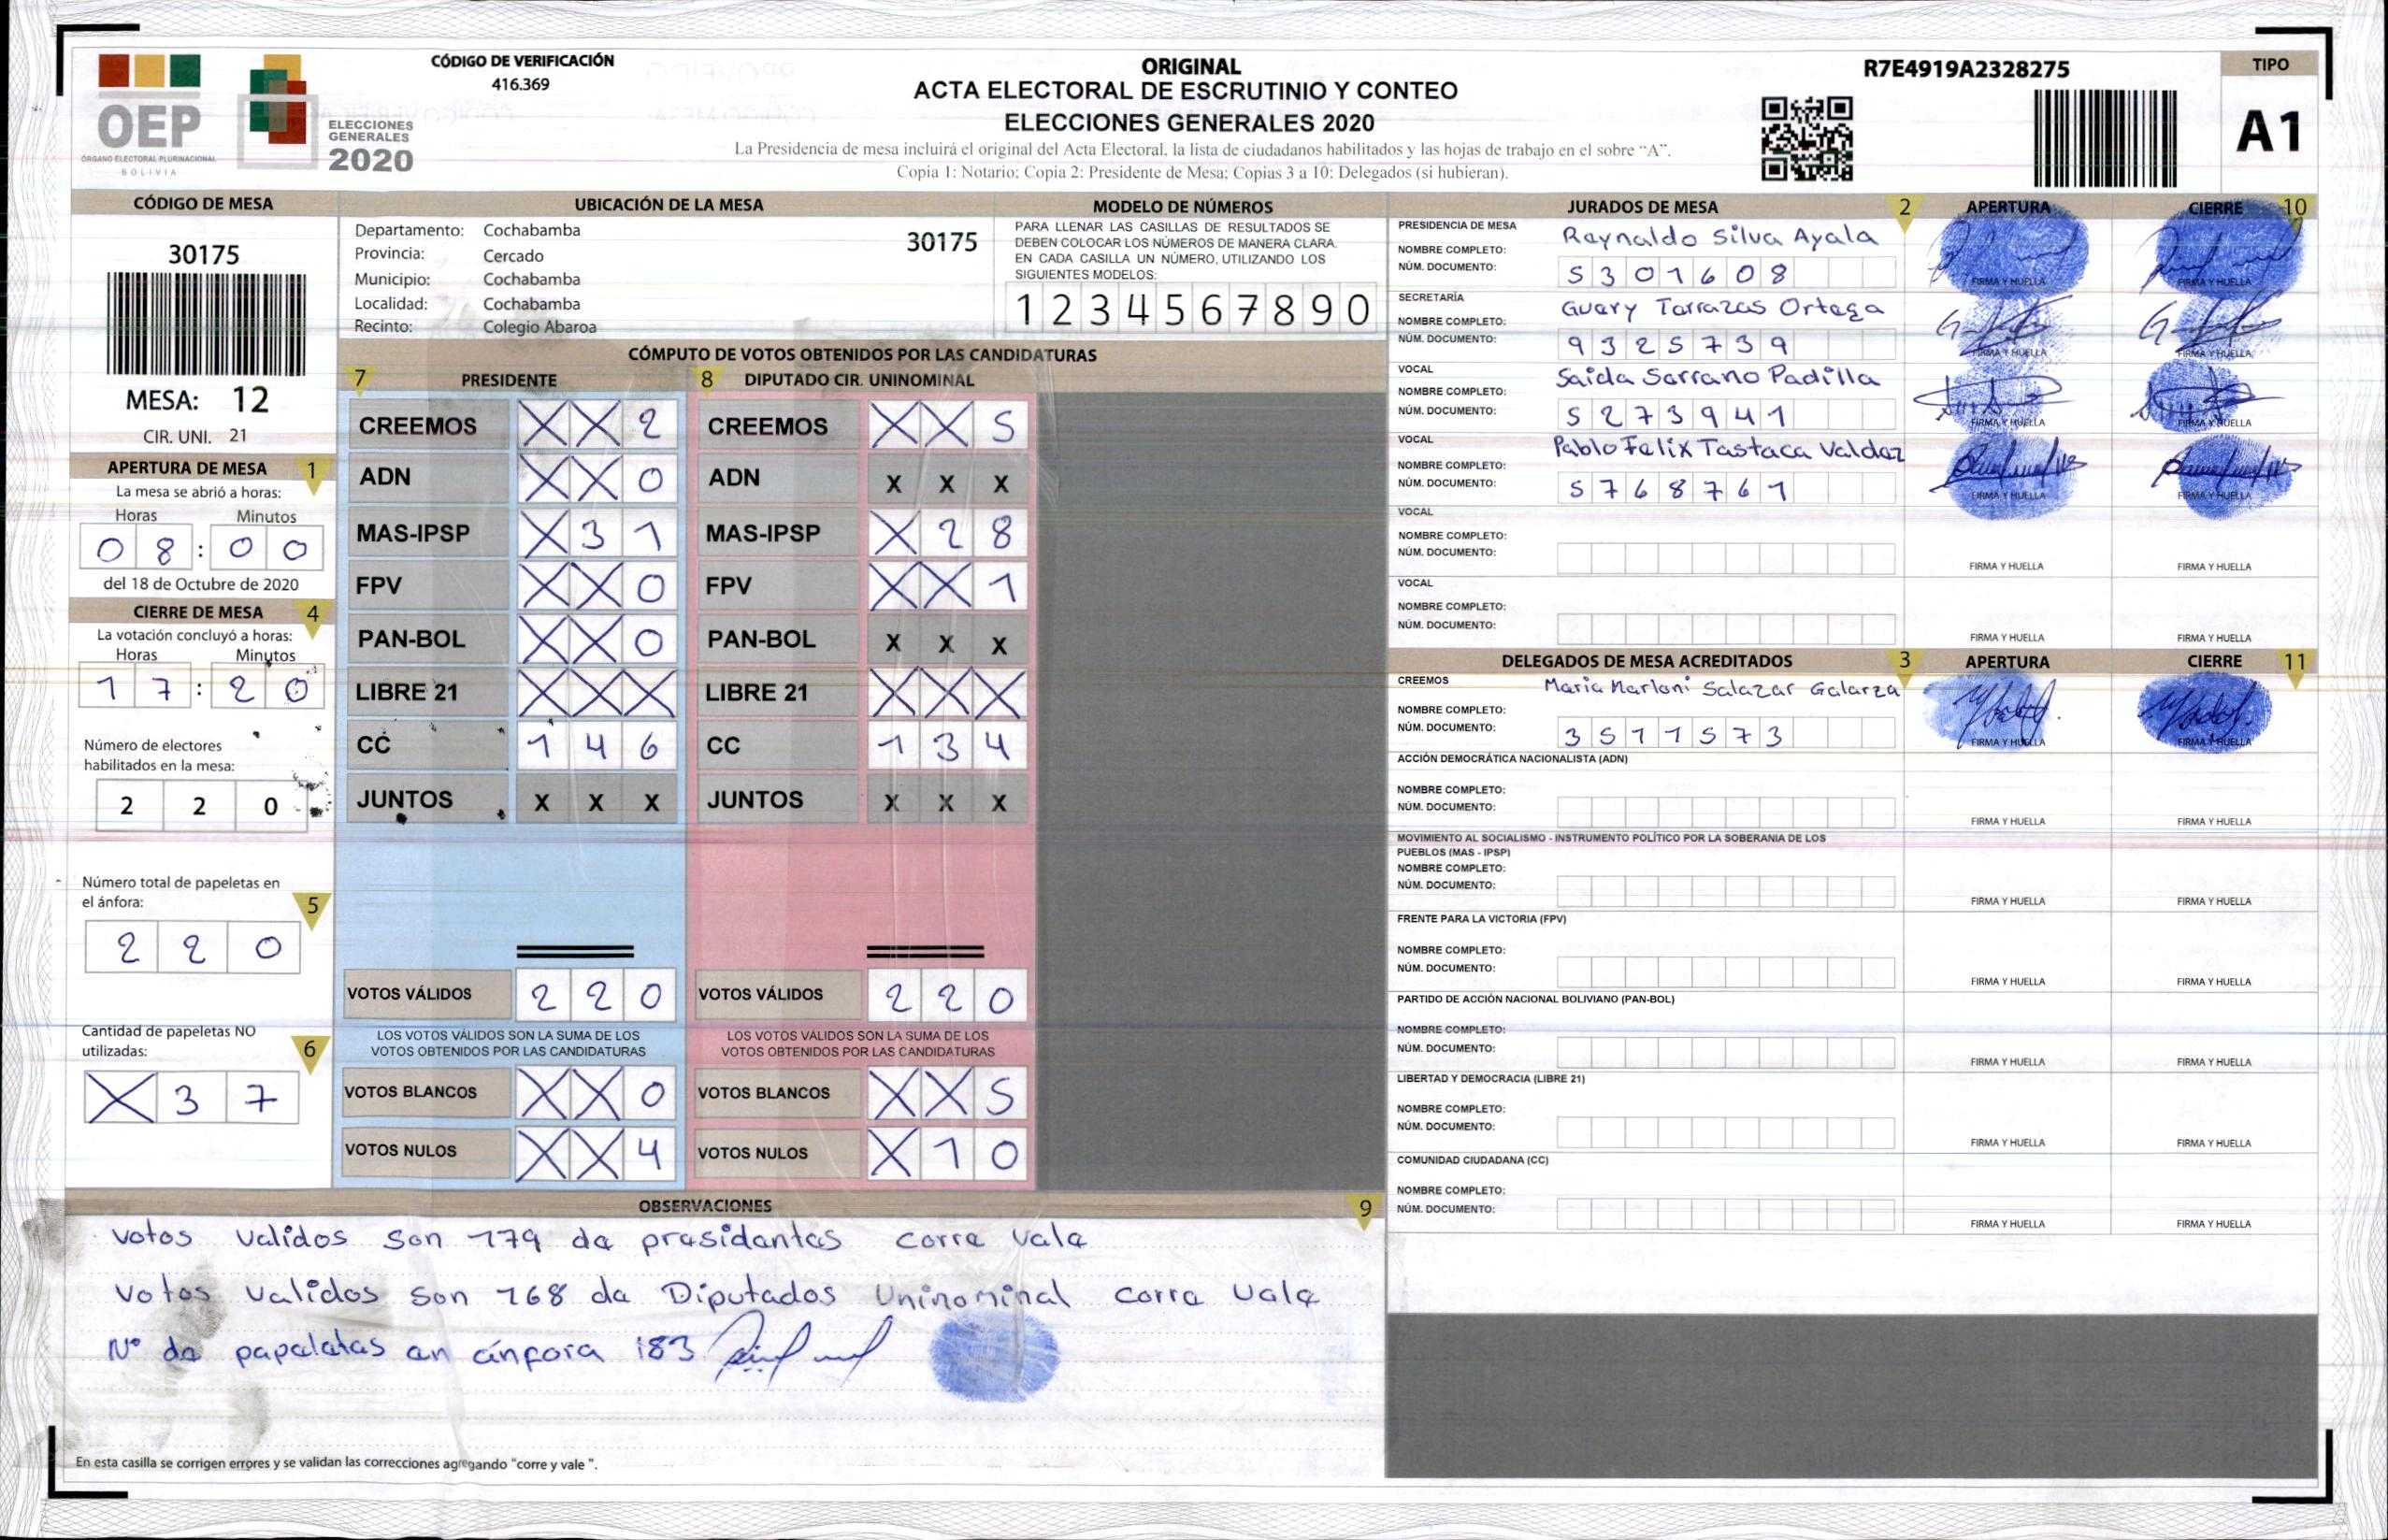 OEP
ÓRGANO ELECTORAL PLURINACIONAL
BOLIVIA
ELECCIONES
GENERALES
2020
CÓDIGO DE VERIFICACIÓN
416.369
ORIGINAL
ACTA ELECTORAL DE ESCRUTINIO Y CONTEO
ELECCIONES GENERALES 2020
La Presidencia de mesa incluirá el original del Acta Electoral, la lista de ciudadanos habilitados y las hojas de trabajo en el sobre “A”.
Copia 1: Notario; Copia 2: Presidente de Mesa; Copias 3 a 10: Delegados (si hubieran).
R7E4919A2328275
TIPO
A1
CÓDIGO DE MESA
30175
MESA: 12
CIR. UNI. 21
APERTURA DE MESA 1
La mesa se abrió a horas:
Horas Minutos
0 8 : 0 0
del 18 de Octubre de 2020
CIERRE DE MESA 4
La votación concluyó a horas:
Horas Minutos
1 7 : 2 0
Número de electores
habilitados en la mesa:
2 2 0
Número total de papeletas en
el ánfora: 5
2 2 0
Cantidad de papeletas NO
utilizadas: 6
X 3 7
UBICACIÓN DE LA MESA
Departamento: Cochabamba
30175
Provincia: Cercado
Municipio: Cochabamba
Localidad: Cochabamba
Recinto: Colegio Abaroa
MODELO DE NÚMEROS
PARA LLENAR LAS CASILLAS DE RESULTADOS SE
DEBEN COLOCAR LOS NÚMEROS DE MANERA CLARA.
EN CADA CASILLA UN NÚMERO, UTILIZANDO LOS
SIGUIENTES MODELOS:
1 2 3 4 5 6 7 8 9 0
CÓMPUTO DE VOTOS OBTENIDOS POR LAS CANDIDATURAS
7 PRESIDENTE
CREEMOS X X 2
ADN X X 0
MAS-IPSP X 3 1
FPV X X 0
PAN-BOL X X 0
LIBRE 21 X X X
CC 1 4 6
JUNTOS X X X
VOTOS VÁLIDOS 2 2 0
LOS VOTOS VÁLIDOS SON LA SUMA DE LOS
VOTOS OBTENIDOS POR LAS CANDIDATURAS
VOTOS BLANCOS X X 0
VOTOS NULOS X X 4
8 DIPUTADO CIR. UNINOMINAL
CREEMOS X X 5
ADN X X X
MAS-IPSP X 2 8
FPV X X 1
PAN-BOL X X X
LIBRE 21 X X X
CC 1 3 4
JUNTOS X X X
VOTOS VÁLIDOS 2 2 0
LOS VOTOS VÁLIDOS SON LA SUMA DE LOS
VOTOS OBTENIDOS POR LAS CANDIDATURAS
VOTOS BLANCOS X X 5
VOTOS NULOS X 1 0
OBSERVACIONES 9
Votos validos son 179 de presidentes corre vale
Votos validos son 168 de Diputados Uninominal corre vale
N° de papeletas en ánfora 183
En esta casilla se corrigen errores y se validan las correcciones agregando "corre y vale ".
JURADOS DE MESA 2 APERTURA CIERRE 10
PRESIDENCIA DE MESA
NOMBRE COMPLETO: Reynaldo Silva Ayala
NÚM. DOCUMENTO: 5 3 0 1 6 0 8
FIRMA Y HUELLA FIRMA Y HUELLA
SECRETARÍA
NOMBRE COMPLETO: Guery Terrazas Ortega
NÚM. DOCUMENTO: 9 3 2 5 7 3 9
FIRMA Y HUELLA FIRMA Y HUELLA
VOCAL
NOMBRE COMPLETO: Saida Serrano Padilla
NÚM. DOCUMENTO: 5 2 7 3 9 4 1
FIRMA Y HUELLA FIRMA Y HUELLA
VOCAL
NOMBRE COMPLETO: Pablo Felix Tastaca Valdez
NÚM. DOCUMENTO: 5 7 6 8 7 6 1
FIRMA Y HUELLA FIRMA Y HUELLA
VOCAL
NOMBRE COMPLETO:
NÚM. DOCUMENTO:
FIRMA Y HUELLA FIRMA Y HUELLA
VOCAL
NOMBRE COMPLETO:
NÚM. DOCUMENTO:
FIRMA Y HUELLA FIRMA Y HUELLA
DELEGADOS DE MESA ACREDITADOS 3 APERTURA CIERRE 11
CREEMOS
NOMBRE COMPLETO: Maria Marleni Salazar Galarza
NÚM. DOCUMENTO: 3 5 1 1 5 7 3
FIRMA Y HUELLA FIRMA Y HUELLA
ACCIÓN DEMOCRÁTICA NACIONALISTA (ADN)
NOMBRE COMPLETO:
NÚM. DOCUMENTO:
FIRMA Y HUELLA FIRMA Y HUELLA
MOVIMIENTO AL SOCIALISMO - INSTRUMENTO POLÍTICO POR LA SOBERANIA DE LOS
PUEBLOS (MAS - IPSP)
NOMBRE COMPLETO:
NÚM. DOCUMENTO:
FIRMA Y HUELLA FIRMA Y HUELLA
FRENTE PARA LA VICTORIA (FPV)
NOMBRE COMPLETO:
NÚM. DOCUMENTO:
FIRMA Y HUELLA FIRMA Y HUELLA
PARTIDO DE ACCIÓN NACIONAL BOLIVIANO (PAN-BOL)
NOMBRE COMPLETO:
NÚM. DOCUMENTO:
FIRMA Y HUELLA FIRMA Y HUELLA
LIBERTAD Y DEMOCRACIA (LIBRE 21)
NOMBRE COMPLETO:
NÚM. DOCUMENTO:
FIRMA Y HUELLA FIRMA Y HUELLA
COMUNIDAD CIUDADANA (CC)
NOMBRE COMPLETO:
NÚM. DOCUMENTO:
FIRMA Y HUELLA FIRMA Y HUELLA